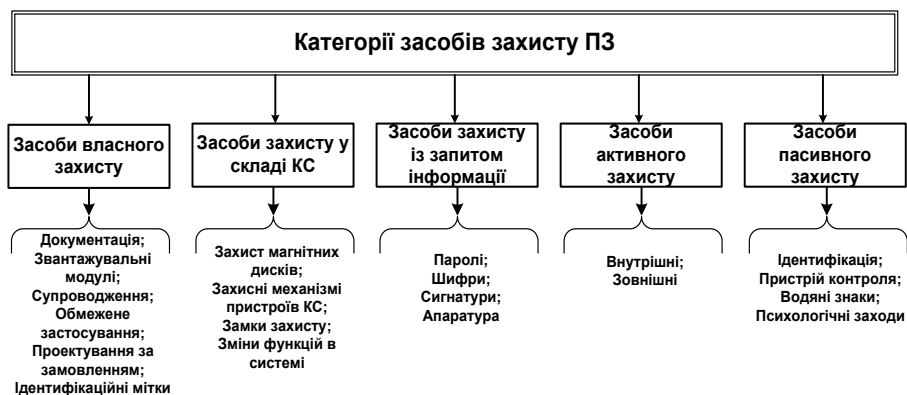 Категорії засобів захисту ПЗ
Засоби власного
захисту
Засоби захисту у
складі КС
Засоби захисту
із запитом
інформації
Засоби
активного
захисту
Засоби
пасивного
захисту
Документація;
Звантажувальні
модулі;
Супроводження;
Обмежене
застосування;
Проектування за
замовленням;
Ідентифікаційні мітки
Захист магнітних
дисків;
Захисні механізмі
пристроїв КС;
Замки захисту;
Зміни функцій в
системі
Паролі;
Шифри;
Сигнатури;
Апаратура
Внутрішні;
Зовнішні
Ідентифікація;
Пристрій контроля;
Водяні знаки;
Психологічні заходи